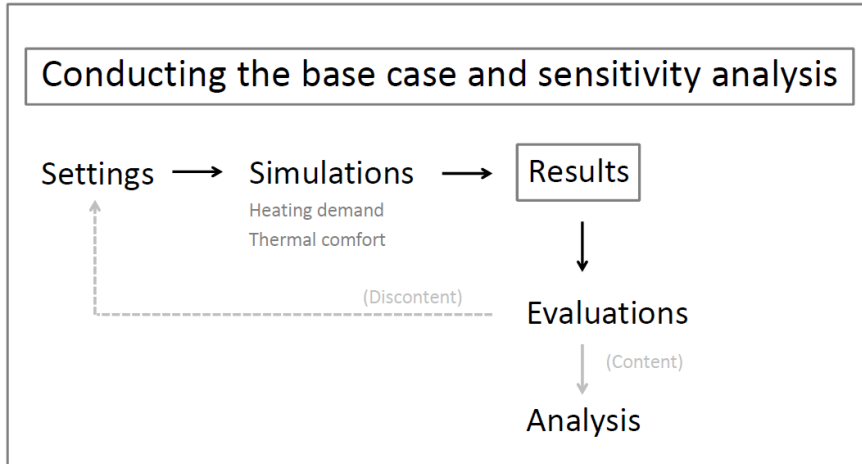 Conducting the base case and sensitivity analysis
Settings
Simulations
Results
Heating demand
Thermal comfort
(Discontent)
Evaluations
(Content)
Analysis